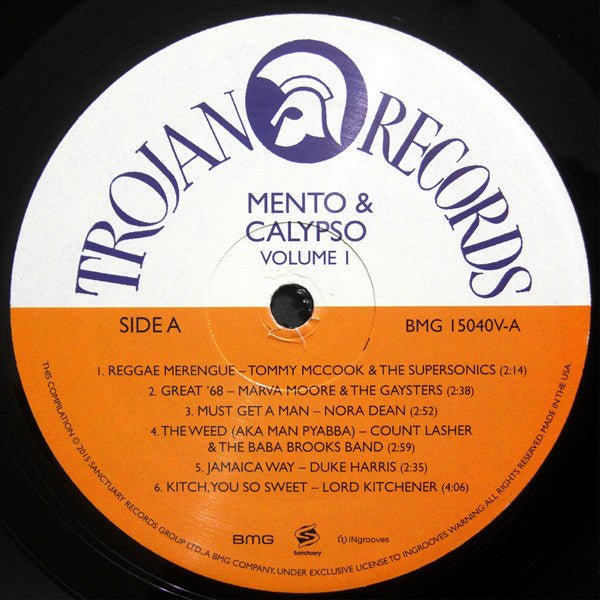 TROJAN RECORDS
MENTO &
CALYPSO
VOLUME 1
SIDE A
BMG 15040V-A
1. REGGAE MERENGUE – TOMMY MCCOOK & THE SUPERSONICS (2:14)
2. GREAT '68 – MARVA MOORE & THE GAYSTERS (2:38)
3. MUST GET A MAN – NORA DEAN (2:52)
4. THE WEED (AKA MAN PYABBA) – COUNT LASHER
& THE BABA BROOKS BAND (2:59)
5. JAMAICA WAY – DUKE HARRIS (2:35)
6. KITCH, YOU SO SWEET – LORD KITCHENER (4:06)
BMG
S
Sanctuary
INgrooves
THIS COMPILATION © 2015 SANCTUARY RECORDS GROUP LTD., A BMG COMPANY. UNDER EXCLUSIVE LICENSE TO INGROOVES. WARNING: ALL RIGHTS RESERVED. MADE IN THE USA.